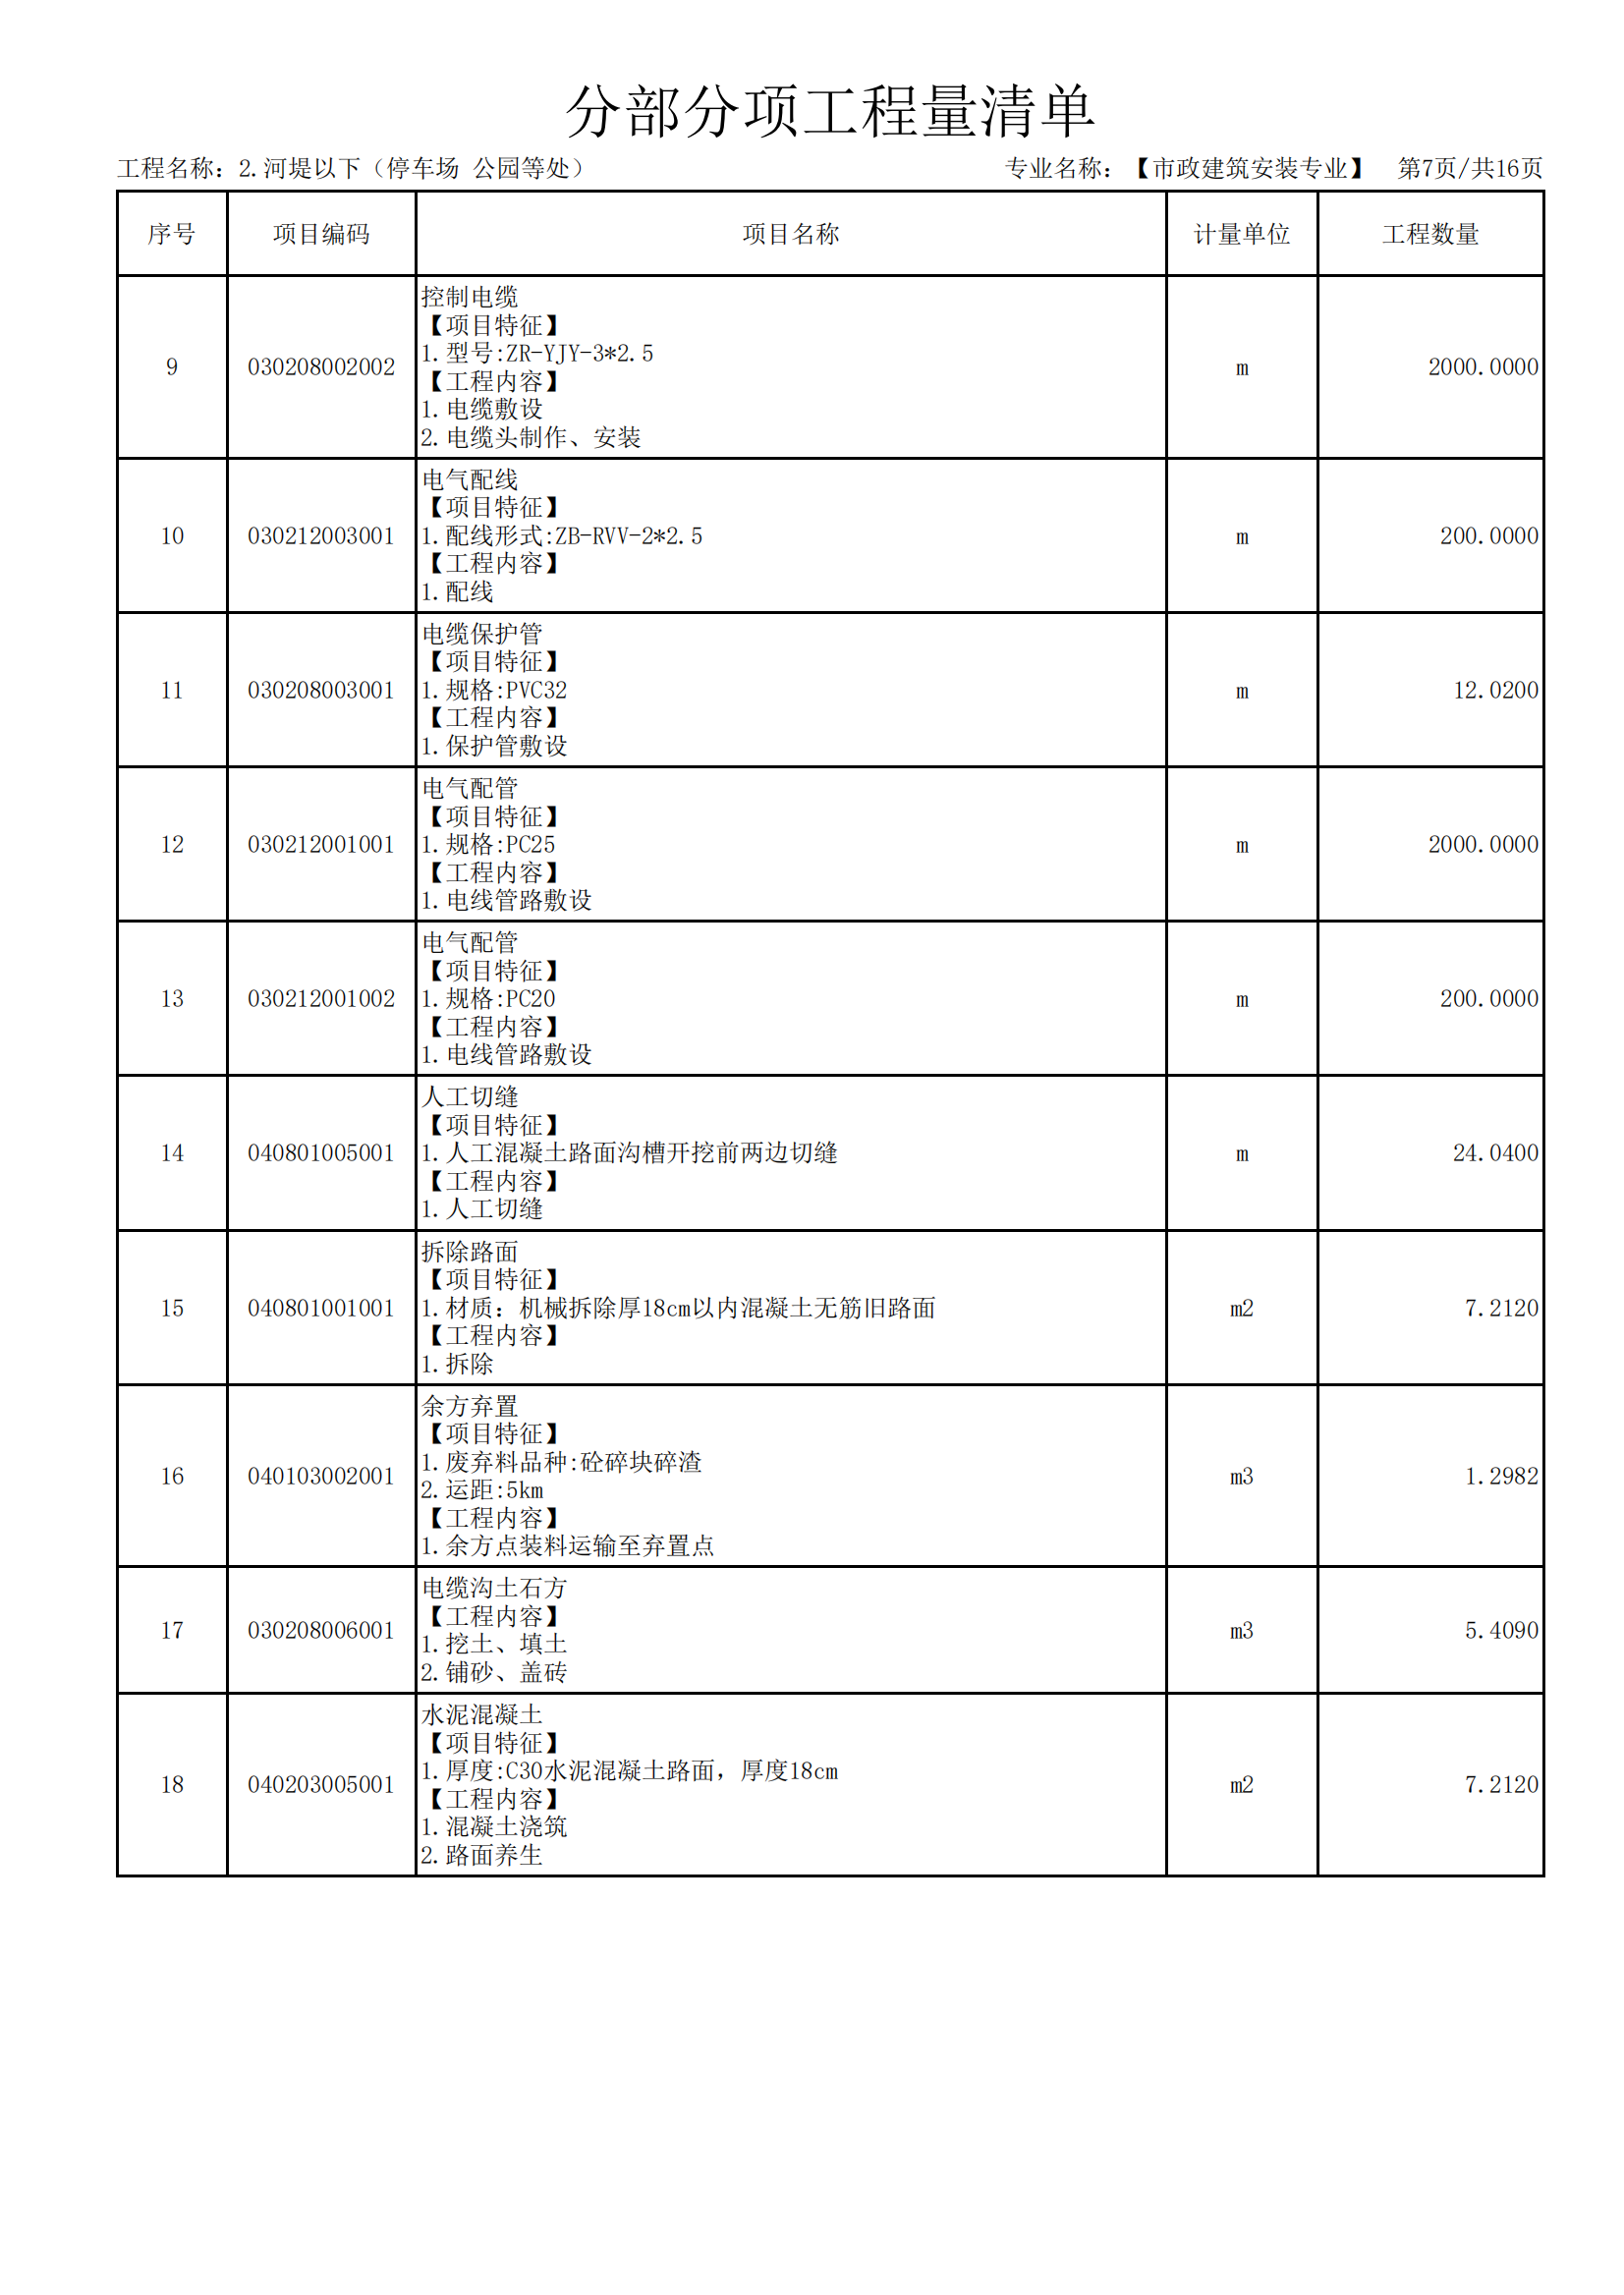 分部分项工程量清单
工程名称：2.河堤以下（停车场 公园等处） 专业名称：【市政建筑安装专业】 第7页/共16页
序号 项目编码 项目名称 计量单位 工程数量
控制电缆
【项目特征】
1.型号:ZR-YJY-3*2.5
9 030208002002 m 2000.0000
【工程内容】
1.电缆敷设
2.电缆头制作、安装
电气配线
【项目特征】
10 030212003001 1.配线形式:ZB-RVV-2*2.5 m 200.0000
【工程内容】
1.配线
电缆保护管
【项目特征】
11 030208003001 1.规格:PVC32 m 12.0200
【工程内容】
1.保护管敷设
电气配管
【项目特征】
12 030212001001 1.规格:PC25 m 2000.0000
【工程内容】
1.电线管路敷设
电气配管
【项目特征】
13 030212001002 1.规格:PC20 m 200.0000
【工程内容】
1.电线管路敷设
人工切缝
【项目特征】
14 040801005001 1.人工混凝土路面沟槽开挖前两边切缝 m 24.0400
【工程内容】
1.人工切缝
拆除路面
【项目特征】
15 040801001001 1.材质：机械拆除厚18cm以内混凝土无筋旧路面 m2 7.2120
【工程内容】
1.拆除
余方弃置
【项目特征】
1.废弃料品种:砼碎块碎渣
16 040103002001 m3 1.2982
2.运距:5km
【工程内容】
1.余方点装料运输至弃置点
电缆沟土石方
【工程内容】
17 030208006001 m3 5.4090
1.挖土、填土
2.铺砂、盖砖
水泥混凝土
【项目特征】
1.厚度:C30水泥混凝土路面，厚度18cm
18 040203005001 m2 7.2120
【工程内容】
1.混凝土浇筑
2.路面养生